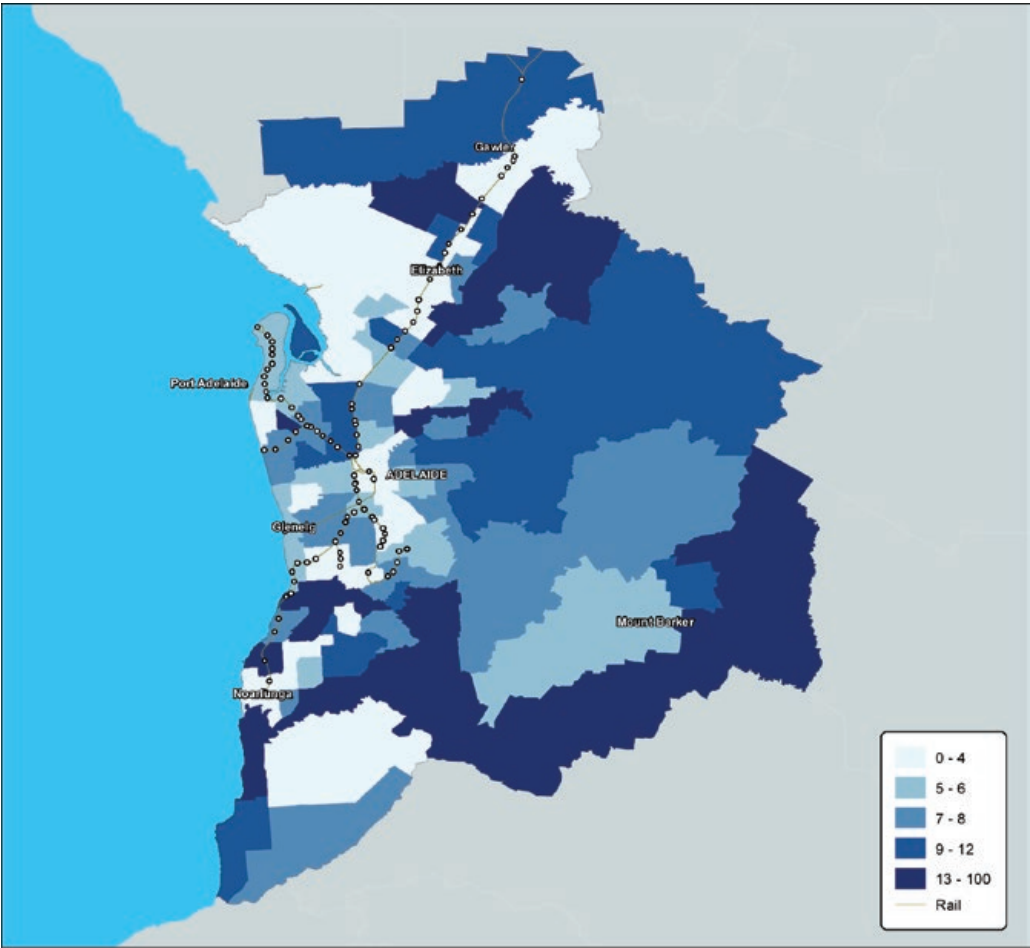 Gawler
Elizabeth
Port Adelaide
ADELAIDE
Glenelg
Mount Barker
Noarlunga
0 - 4
5 - 6
7 - 8
9 - 12
13 - 100
Rail